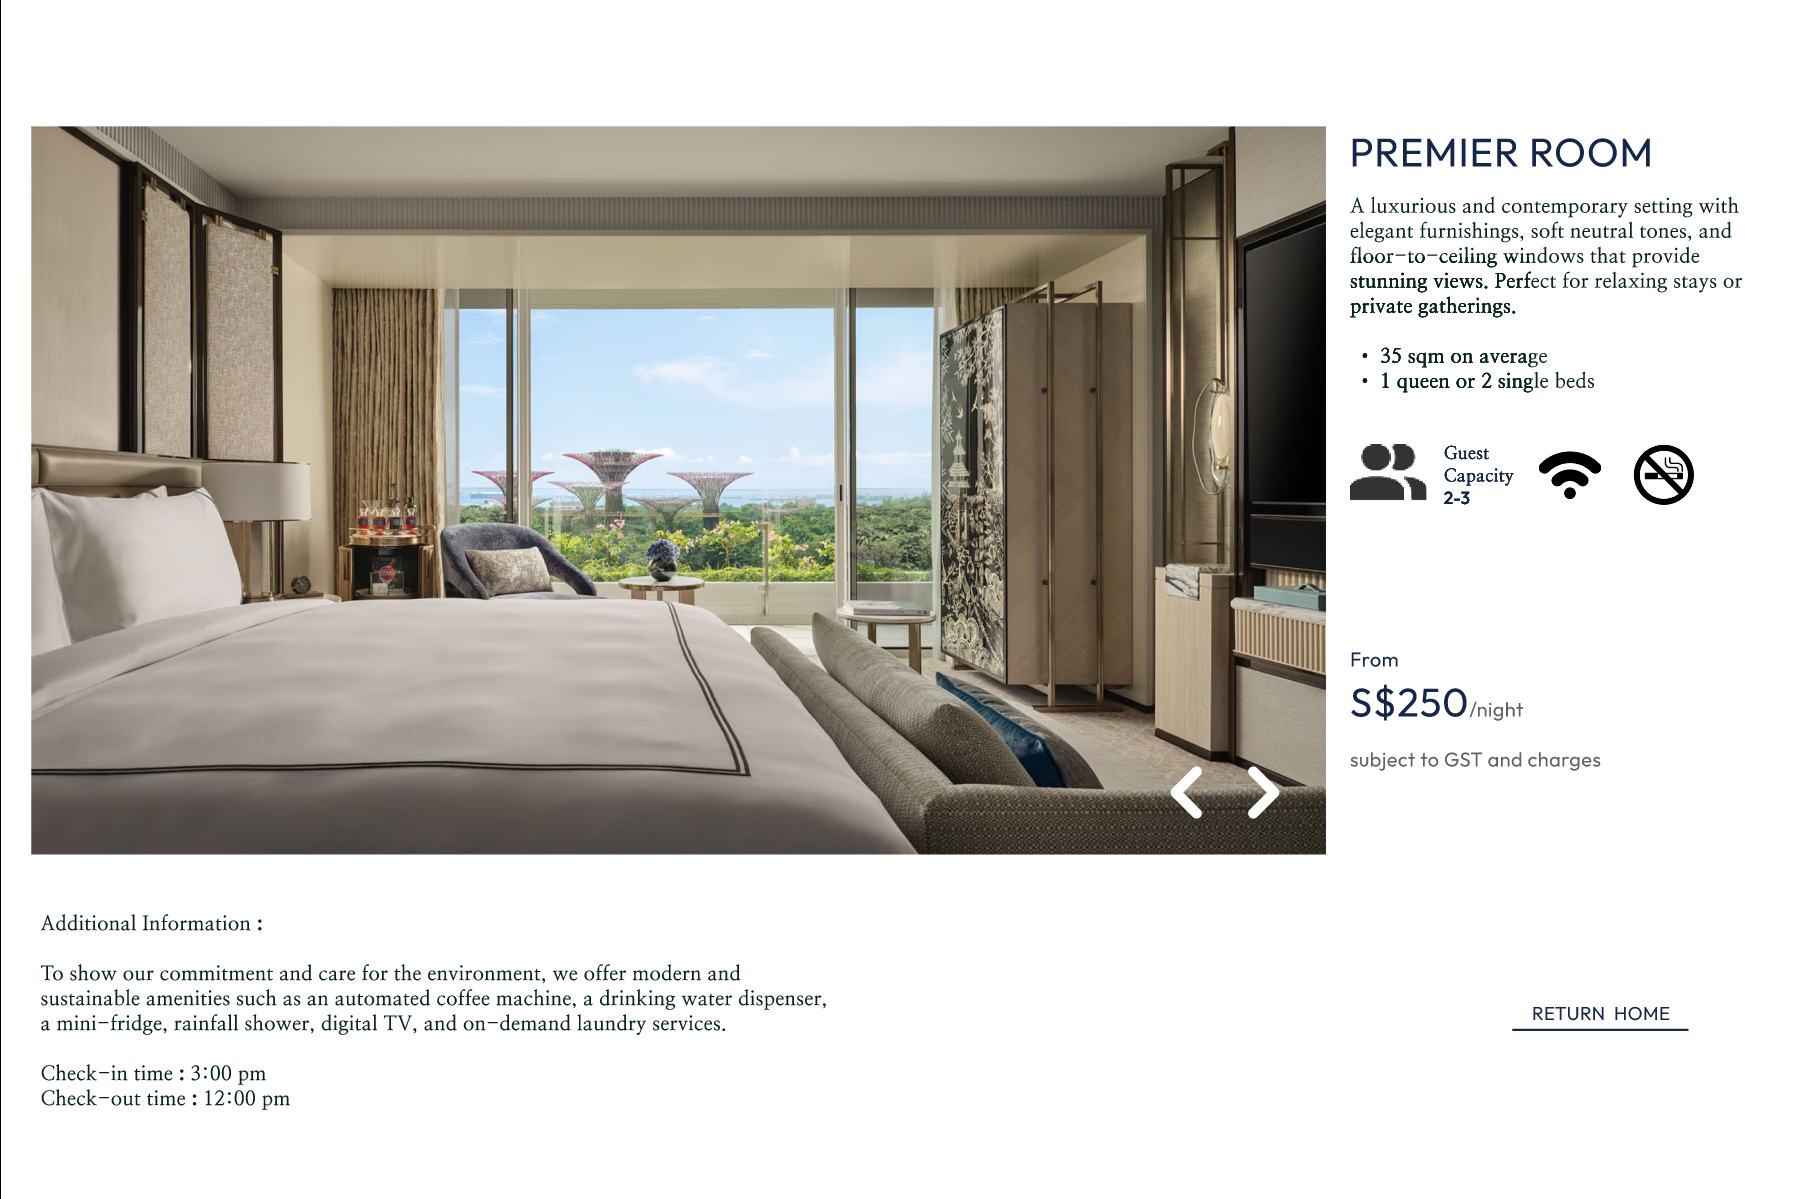 PREMIER ROOM
A luxurious and contemporary setting with
elegant furnishings, soft neutral tones, and
floor-to-ceiling windows that provide
stunning views. Perfect for relaxing stays or
private gatherings.
• 35 sqm on average
• 1 queen or 2 single beds
Guest
Capacity
2-3
From
S$250/night
subject to GST and charges
Additional Information :
To show our commitment and care for the environment, we offer modern and
sustainable amenities such as an automated coffee machine, a drinking water dispenser,
a mini-fridge, rainfall shower, digital TV, and on-demand laundry services.
Check-in time : 3:00 pm
Check-out time : 12:00 pm
RETURN HOME